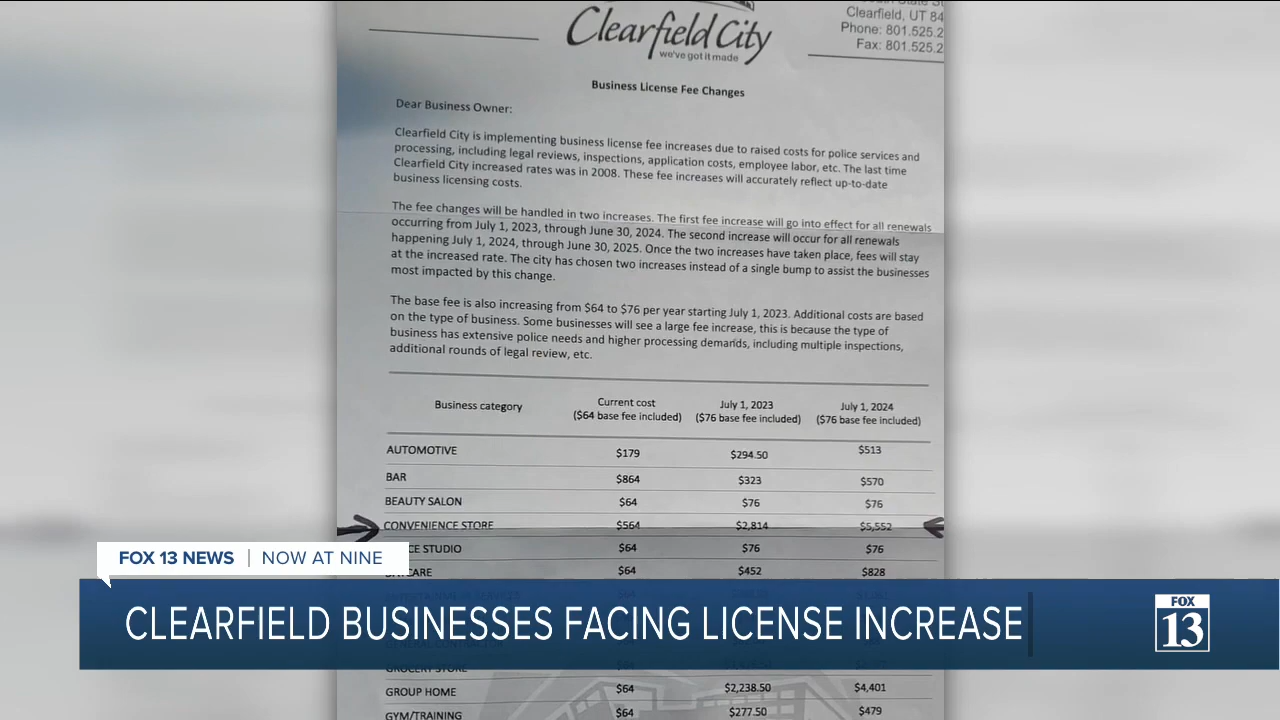 Clearfield City
we've got it made
Clearfield, UT 84
Phone: 801.525.2
Fax: 801.525.2
Business License Fee Changes
Dear Business Owner:
Clearfield City is implementing business license fee increases due to raised costs for police services and
processing, including legal reviews, inspections, application costs, employee labor, etc. The last time
Clearfield City increased rates was in 2008. These fee increases will accurately reflect up-to-date
business licensing costs.
The fee changes will be handled in two increases. The first fee increase will go into effect for all renewals
occurring from July 1, 2023, through June 30, 2024. The second increase will occur for all renewals
happening July 1, 2024, through June 30, 2025. Once the two increases have taken place, fees will stay
at the increased rate. The city has chosen two increases instead of a single bump to assist the businesses
most impacted by this change.
The base fee is also increasing from $64 to $76 per year starting July 1, 2023. Additional costs are based
on the type of business. Some businesses will see a large fee increase, this is because the type of
business has extensive police needs and higher processing demands, including multiple inspections,
additional rounds of legal review, etc.
Business category Current cost ($64 base fee included) July 1, 2023 ($76 base fee included) July 1, 2024 ($76 base fee included)
AUTOMOTIVE $179 $294.50 $513
BAR $864 $323 $570
BEAUTY SALON $64 $76 $76
CONVENIENCE STORE $564 $2,814 $5,552
CE STUDIO $64 $76 $76
CARE $64 $452 $828
FOX 13 NEWS | NOW AT NINE
CLEARFIELD BUSINESSES FACING LICENSE INCREASE
FOX
13
GROCERY STORE
GROUP HOME $64 $2,238.50 $4,401
GYM/TRAINING $64 $277.50 $479